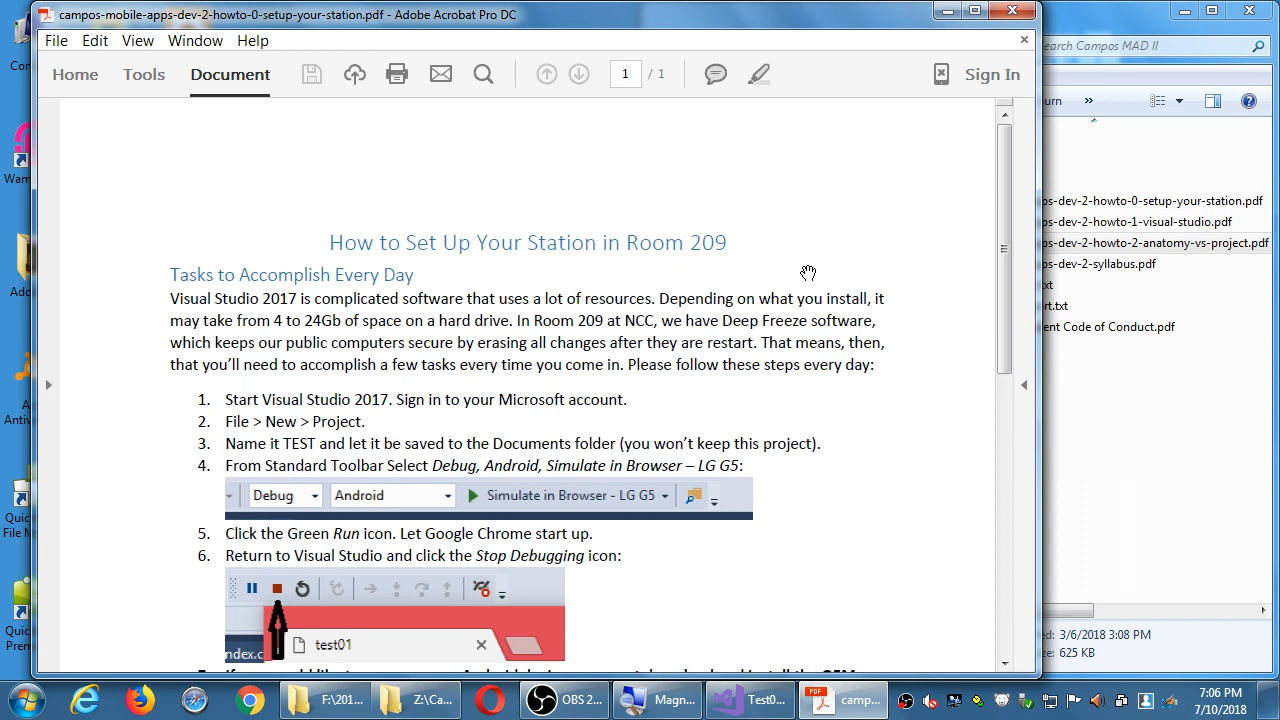 campos-mobile-apps-dev-2-howto-0-setup-your-station.pdf - Adobe Acrobat Pro DC
File Edit View Window Help
Search Campos MAD II
Home Tools Document 1 / 1 Sign In
»
How to Set Up Your Station in Room 209
Tasks to Accomplish Every Day
Visual Studio 2017 is complicated software that uses a lot of resources. Depending on what you install, it
may take from 4 to 24Gb of space on a hard drive. In Room 209 at NCC, we have Deep Freeze software,
which keeps our public computers secure by erasing all changes after they are restart. That means, then,
that you'll need to accomplish a few tasks every time you come in. Please follow these steps every day:
1. Start Visual Studio 2017. Sign in to your Microsoft account.
2. File > New > Project.
3. Name it TEST and let it be saved to the Documents folder (you won't keep this project).
4. From Standard Toolbar Select Debug, Android, Simulate in Browser – LG G5:
Debug Android Simulate in Browser - LG G5
5. Click the Green Run icon. Let Google Chrome start up.
6. Return to Visual Studio and click the Stop Debugging icon:
test01
index.c
ps-dev-2-howto-0-setup-your-station.pdf
ps-dev-2-howto-1-visual-studio.pdf
ps-dev-2-howto-2-anatomy-vs-project.pdf
ps-dev-2-syllabus.pdf
xt
ort.txt
ent Code of Conduct.pdf
ed: 3/6/2018 3:08 PM
ze: 625 KB
F:\201... Z:\Ca... OBS 2... Magn... Test0... PDF camp...
7:06 PM
7/10/2018